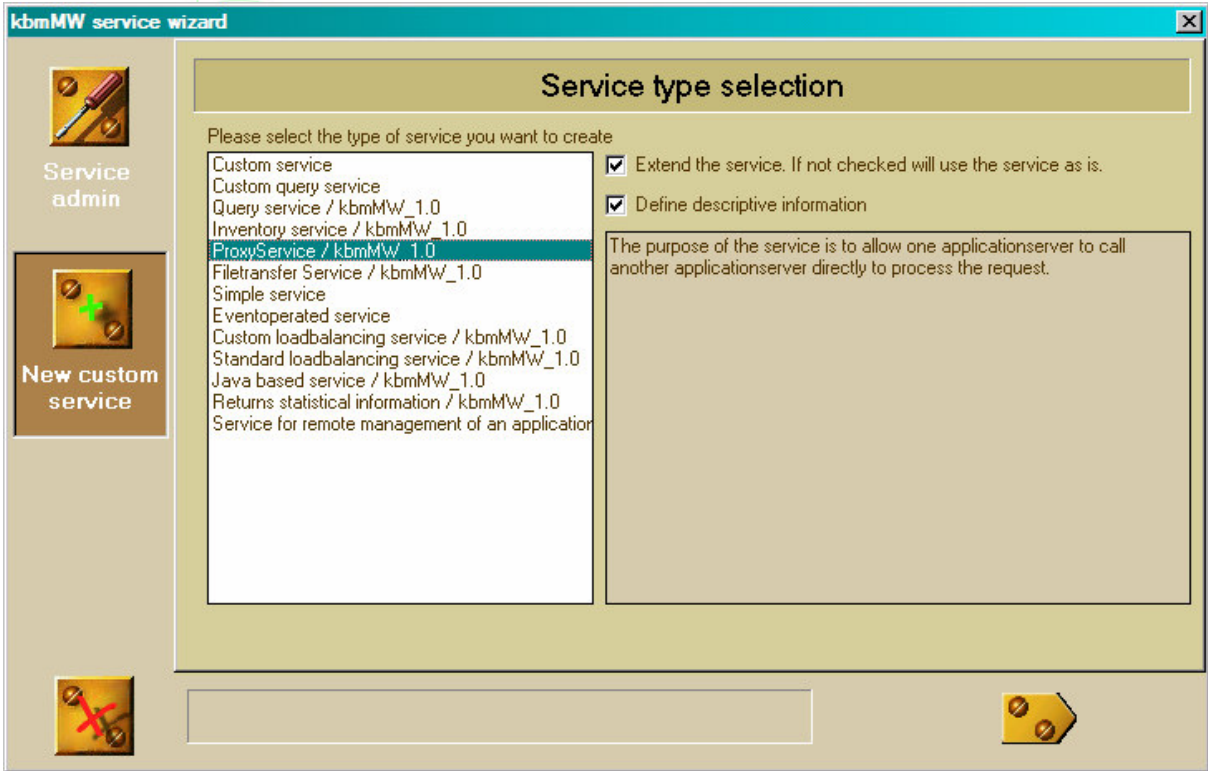 kbmMW service wizard
Service type selection
Service
admin
New custom
service
Please select the type of service you want to create
Custom service
Custom query service
Query service / kbmMW_1.0
Inventory service / kbmMW_1.0
ProxyService / kbmMW_1.0
Filetransfer Service / kbmMW_1.0
Simple service
Eventoperated service
Custom loadbalancing service / kbmMW_1.0
Standard loadbalancing service / kbmMW_1.0
Java based service / kbmMW_1.0
Returns statistical information / kbmMW_1.0
Service for remote management of an application
Extend the service. If not checked will use the service as is.
Define descriptive information
The purpose of the service is to allow one applicationserver to call
another applicationserver directly to process the request.